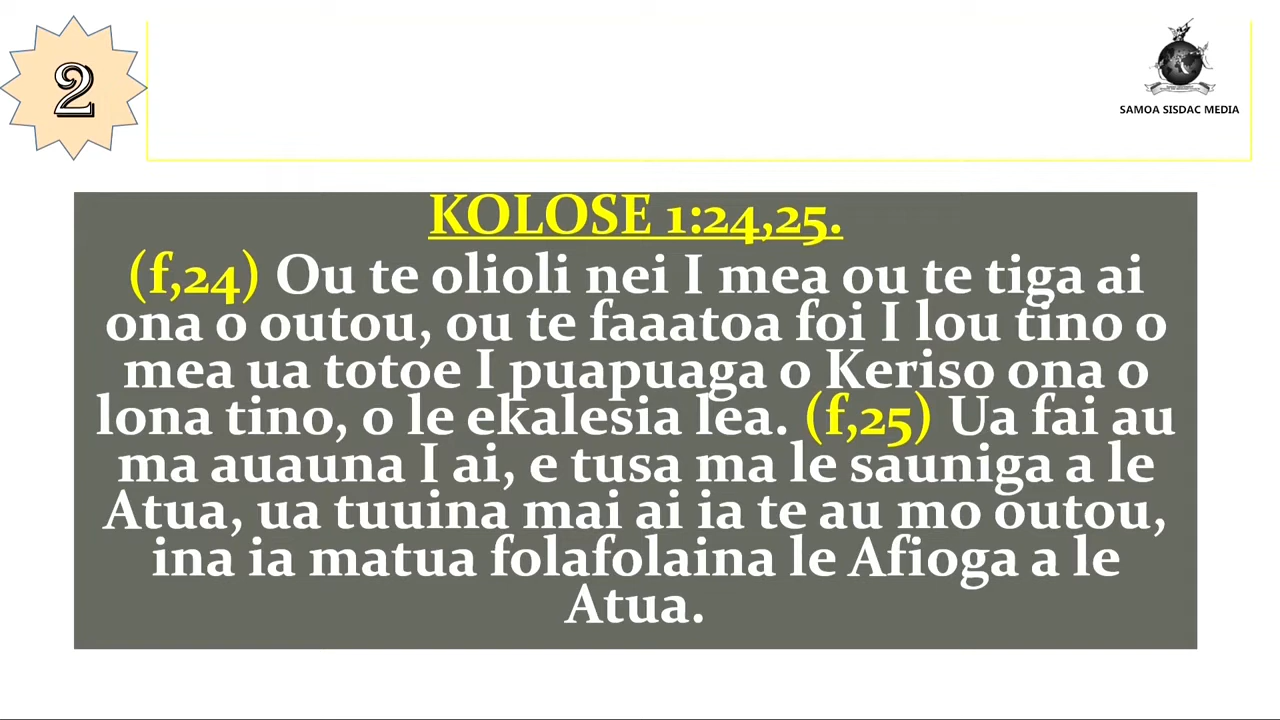 2
SAMOA SISDAC MEDIA
KOLOSE 1:24,25.
(f,24) Ou te olioli nei I mea ou te tiga ai
ona o outou, ou te faaatoa foi I lou tino o
mea ua totoe I puapuaga o Keriso ona o
lona tino, o le ekalesia lea. (f,25) Ua fai au
ma auauna I ai, e tusa ma le sauniga a le
Atua, ua tuuina mai ai ia te au mo outou,
ina ia matua folafolaina le Afioga a le
Atua.